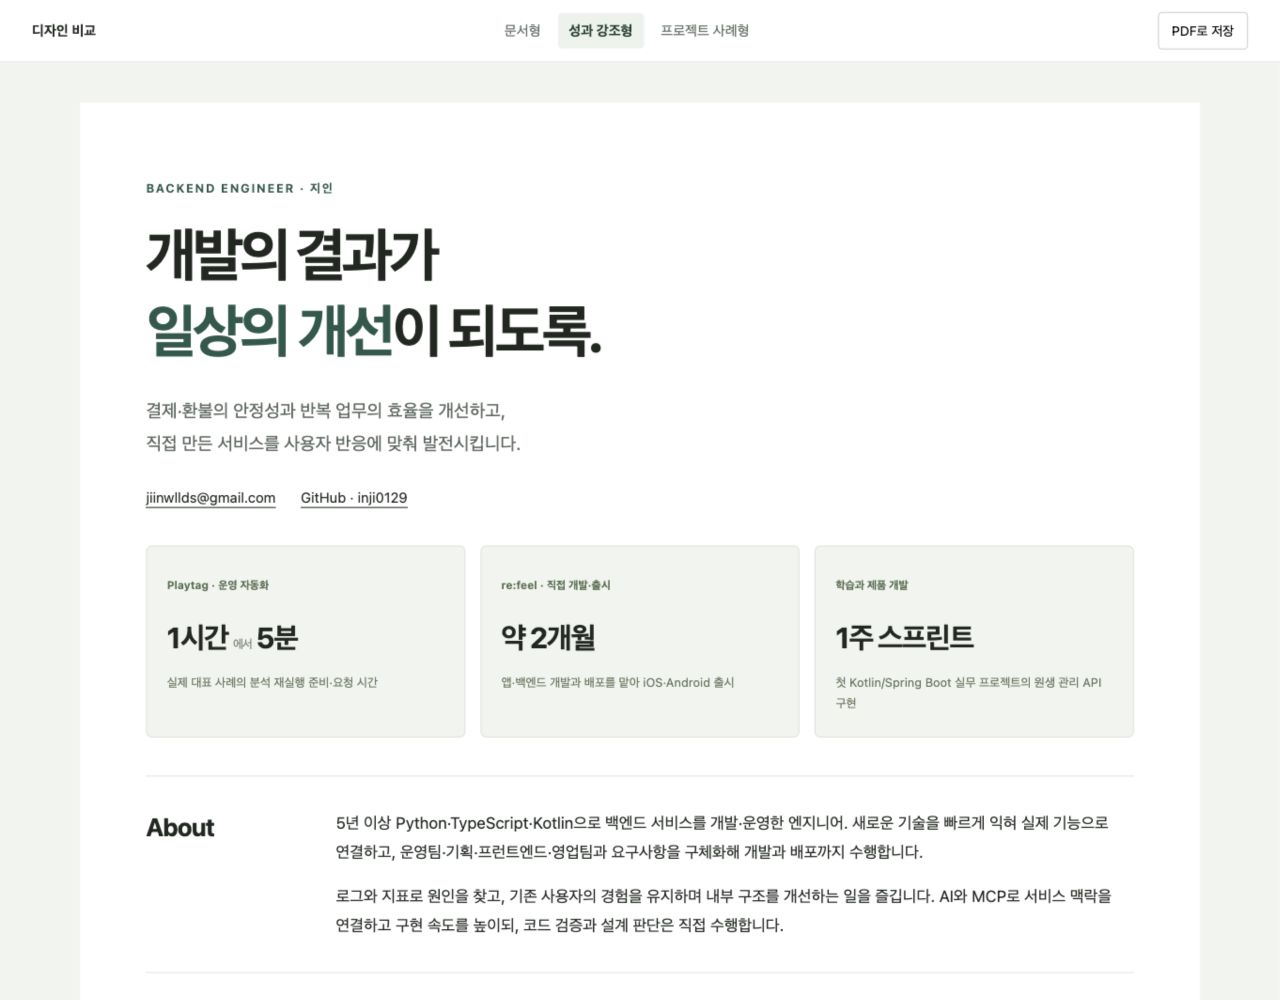 디자인 비교
문서형
성과 강조형
프로젝트 사례형
PDF로 저장
BACKEND ENGINEER · 지인
개발의 결과가
일상의 개선이 되도록.
결제·환불의 안정성과 반복 업무의 효율을 개선하고,
직접 만든 서비스를 사용자 반응에 맞춰 발전시킵니다.
jiinwllds@gmail.com
GitHub · inji0129
Playtag · 운영 자동화
1시간 에서 5분
실제 대표 사례의 분석 재실행 준비·요청 시간
re:feel · 직접 개발·출시
약 2개월
앱·백엔드 개발과 배포를 맡아 iOS·Android 출시
학습과 제품 개발
1주 스프린트
첫 Kotlin/Spring Boot 실무 프로젝트의 원생 관리 API
구현
About
5년 이상 Python·TypeScript·Kotlin으로 백엔드 서비스를 개발·운영한 엔지니어. 새로운 기술을 빠르게 익혀 실제 기능으로
연결하고, 운영팀·기획·프런트엔드·영업팀과 요구사항을 구체화해 개발과 배포까지 수행합니다.
로그와 지표로 원인을 찾고, 기존 사용자의 경험을 유지하며 내부 구조를 개선하는 일을 즐깁니다. AI와 MCP로 서비스 맥락을
연결하고 구현 속도를 높이되, 코드 검증과 설계 판단은 직접 수행합니다.